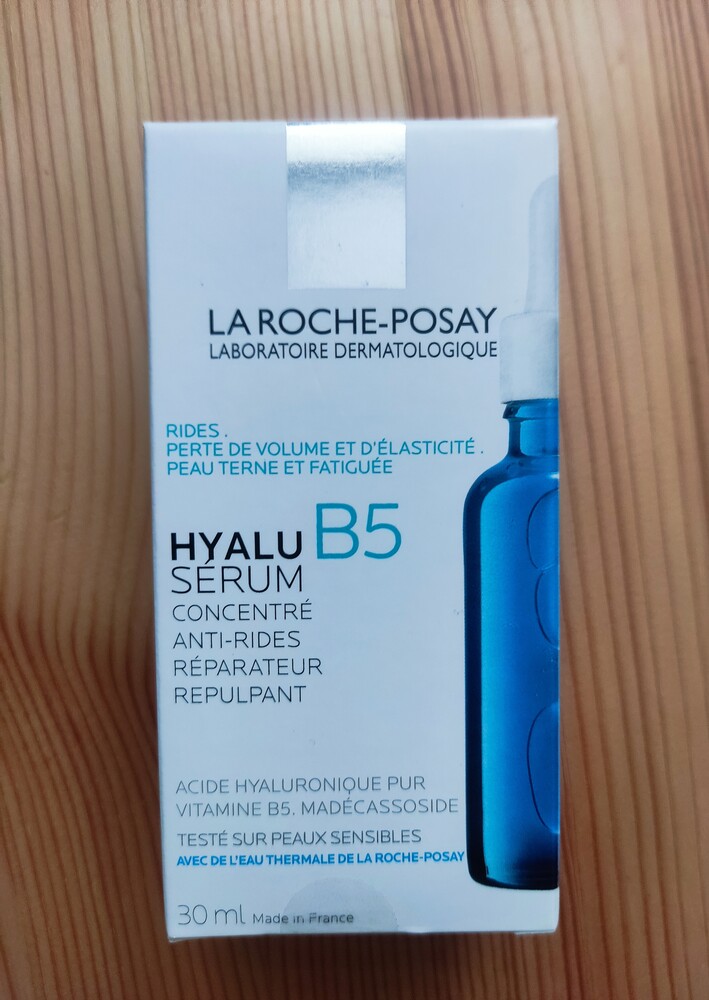 LA ROCHE-POSAY
LABORATOIRE DERMATOLOGIQUE
RIDES .
PERTE DE VOLUME ET D'ÉLASTICITÉ .
PEAU TERNE ET FATIGUÉE
HYALU B5
SÉRUM
CONCENTRÉ
ANTI-RIDES
RÉPARATEUR
REPULPANT
ACIDE HYALURONIQUE PUR
VITAMINE B5. MADÉCASSOSIDE
TESTÉ SUR PEAUX SENSIBLES
AVEC DE L'EAU THERMALE DE LA ROCHE-POSAY
30 ml Made in France